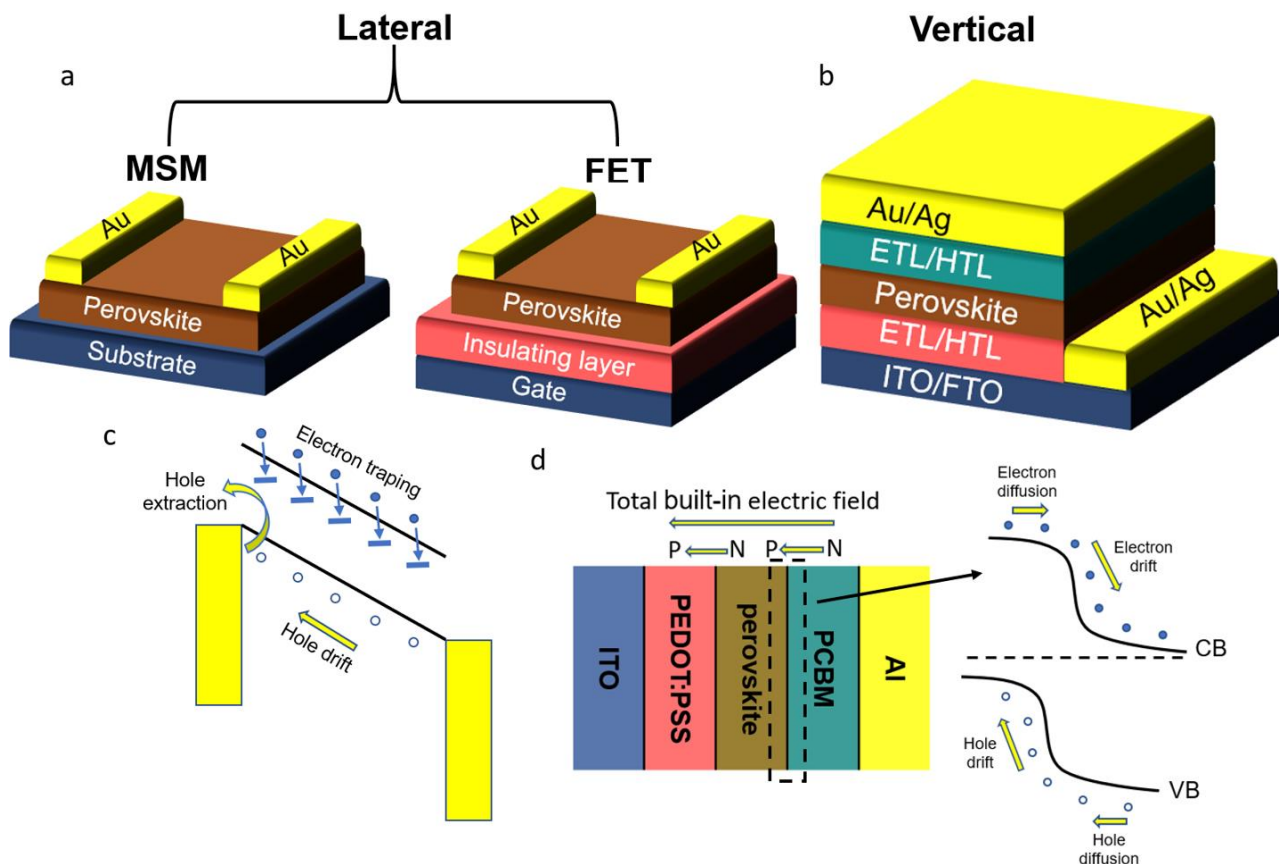 Lateral
Vertical
a
b
MSM
FET
Au
Au
Perovskite
Substrate
Au
Au
Perovskite
Insulating layer
Gate
Au/Ag
ETL/HTL
Perovskite
ETL/HTL
ITO/FTO
Au/Ag
c
Electron traping
Hole
extraction
Hole drift
d
Total built-in electric field
P N P N
ITO
PEDOT:PSS
perovskite
PCBM
Al
Electron
diffusion
Electron
drift
CB
Hole
drift
VB
Hole
diffusion